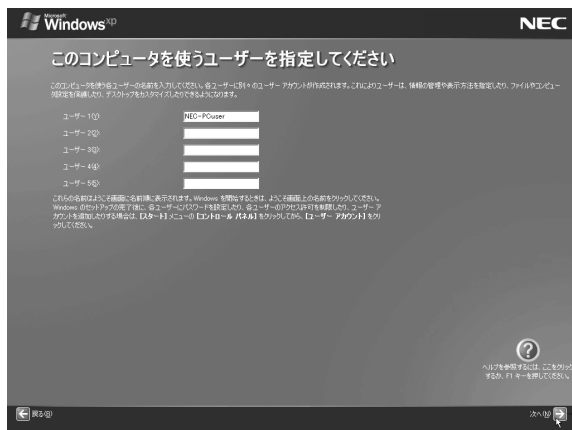 Microsoft
Windows xp
NEC
このコンピュータを使うユーザーを指定してください
このコンピュータを使う各ユーザーの名前を入力してください。各ユーザーに別々のユーザー アカウントが作成されます。これによりユーザーは、情報の管理や表示方法を指定したり、ファイルやコンピュー
タ設定を保護したり、デスクトップをカスタマイズしたりできるようになります。
ユーザー 1(Y): NEC-PCuser
ユーザー 2(2):
ユーザー 3(3):
ユーザー 4(4):
ユーザー 5(5):
これらの名前はようこそ画面に名前順に表示されます。Windows を開始するときは、ようこそ画面上の名前をクリックしてください。
Windows のセットアップの完了後に、各ユーザーにパスワードを設定したり、各ユーザーのアクセス許可を制限したり、ユーザー ア
カウントを追加したりする場合は、[スタート] メニューの [コントロール パネル] をクリックしてから、[ユーザー アカウント] をクリ
ックしてください。
?
ヘルプを参照するには、ここをクリック
するか、F1 キーを押してください。
戻る(B)
次へ(N)